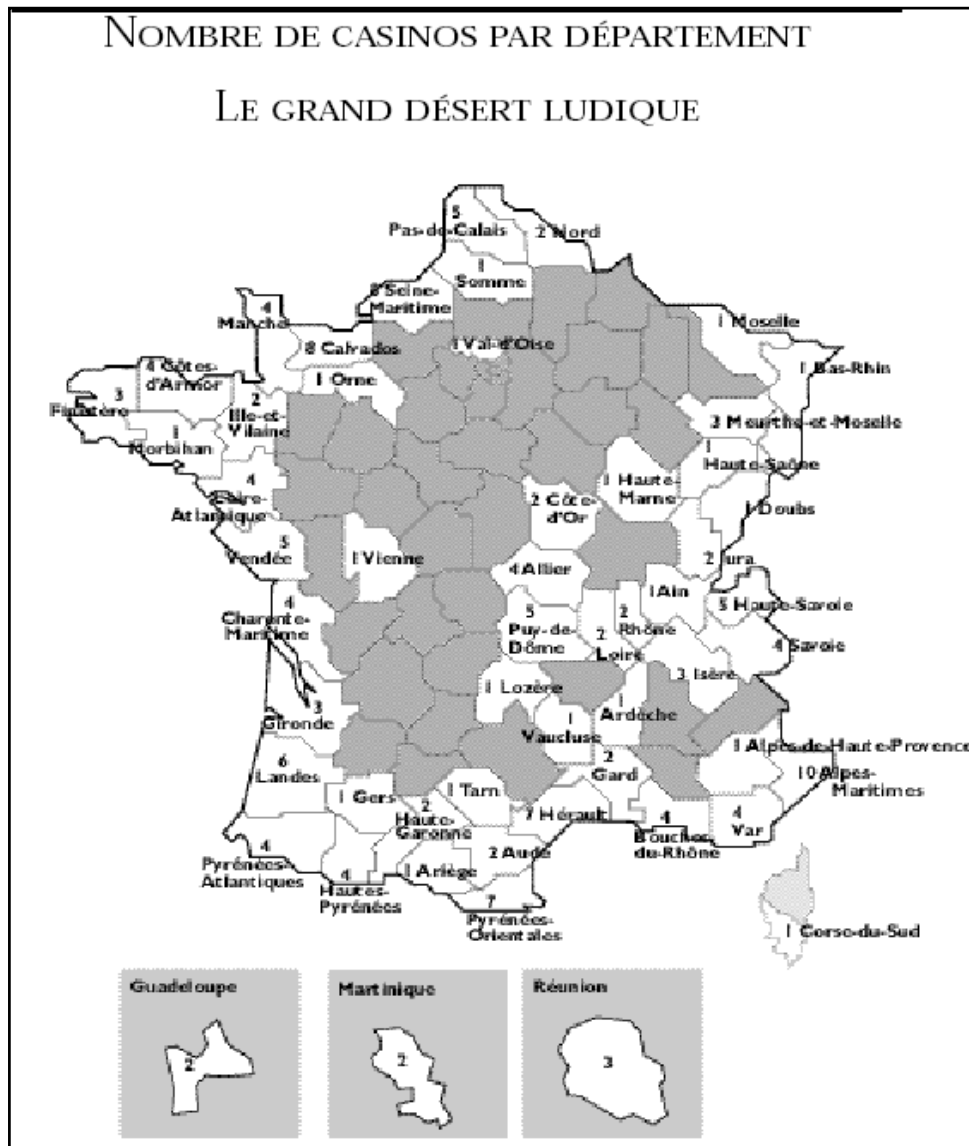 NOMBRE DE CASINOS PAR DÉPARTEMENT
LE GRAND DÉSERT LUDIQUE
5
Pas-de-Calais
2 Nord
1
Somme
8 Seine-
Maritime
4
Manche
1 Moselle
8 Calvados
1 Val-d'Oise
4 Côtes-
d'Armor
1 Orne
1 Bas-Rhin
3
Finistère
2
Ille-et-
Vilaine
Meurthe-et-Moselle
1
Morbihan
1
Haute-Saône
4
Loire-
Atlantique
2 Côte-
d'Or
1 Haute-
Marne
1 Doubs
5
Vendée
1 Vienne
2 Jura
4 Allier
1 Ain
5 Haute-Savoie
4
Charente-
Maritime
5
Puy-de-
Dôme
2
Loire
2
Rhône
4 Savoie
3 Isère
1 Lozère
3
Gironde
1
Vaucluse
1
Ardèche
1 Alpes-de-Haute-Provence
6
Landes
2
Gard
10 Alpes-
Maritimes
1 Gers
2
Haute-
Garonne
1 Tarn
7 Hérault
4
Bouches-
du-Rhône
4
Var
4
Pyrénées-
Atlantiques
4
Hautes-
Pyrénées
1 Ariège
2 Aude
7
Pyrénées-
Orientales
1 Corse-du-Sud
Guadeloupe
2
Martinique
2
Réunion
3